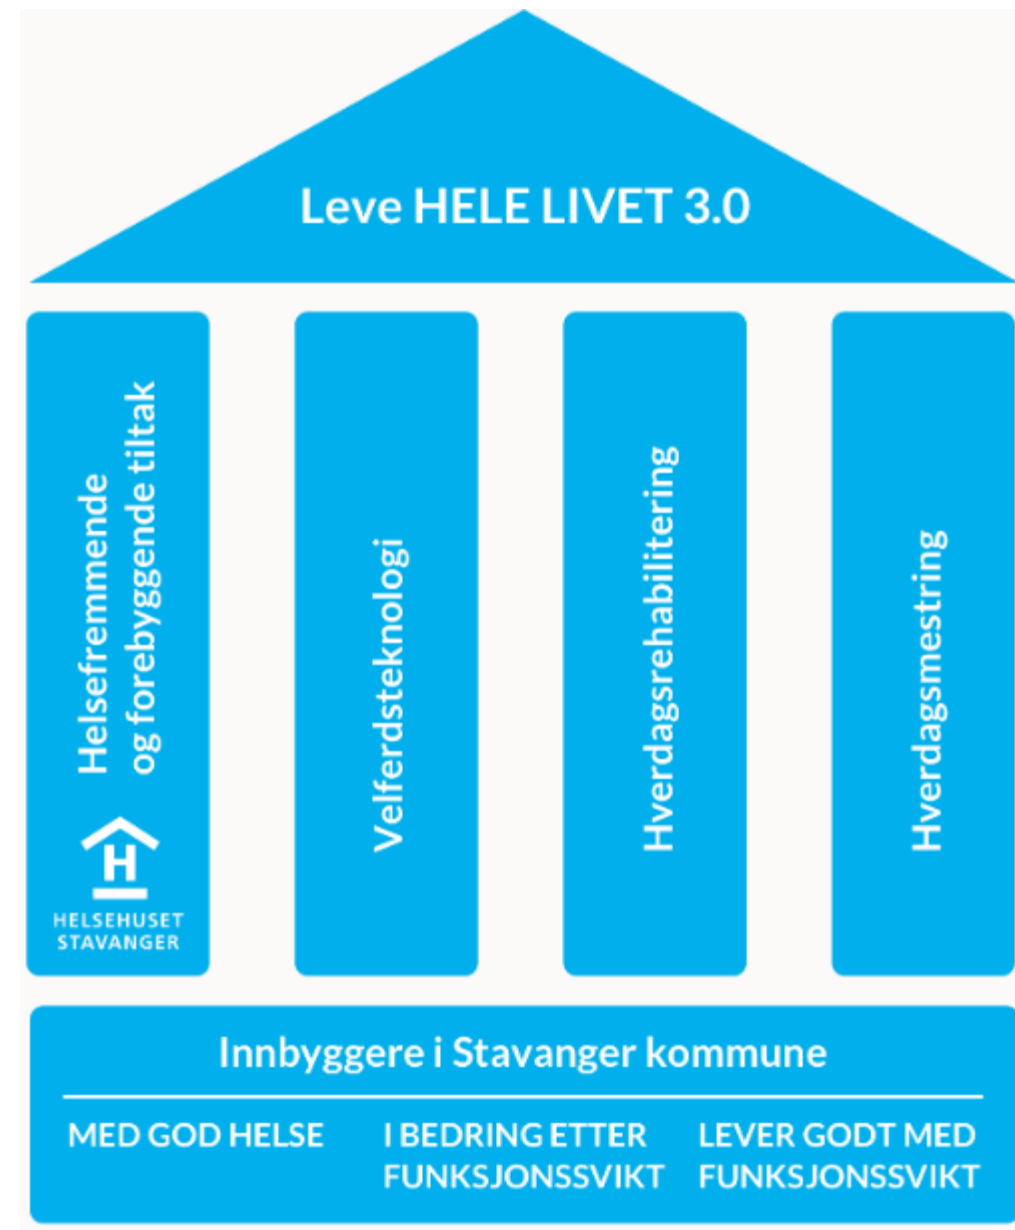 Leve HELE LIVET 3.0
Helsefremmende
og forebyggende tiltak
HELSEHUSET
STAVANGER
Velferdsteknologi
Hverdagsrehabilitering
Hverdagsmestring
Innbyggere i Stavanger kommune
MED GOD HELSE
I BEDRING ETTER
FUNKSJONSSVIKT
LEVER GODT MED
FUNKSJONSSVIKT